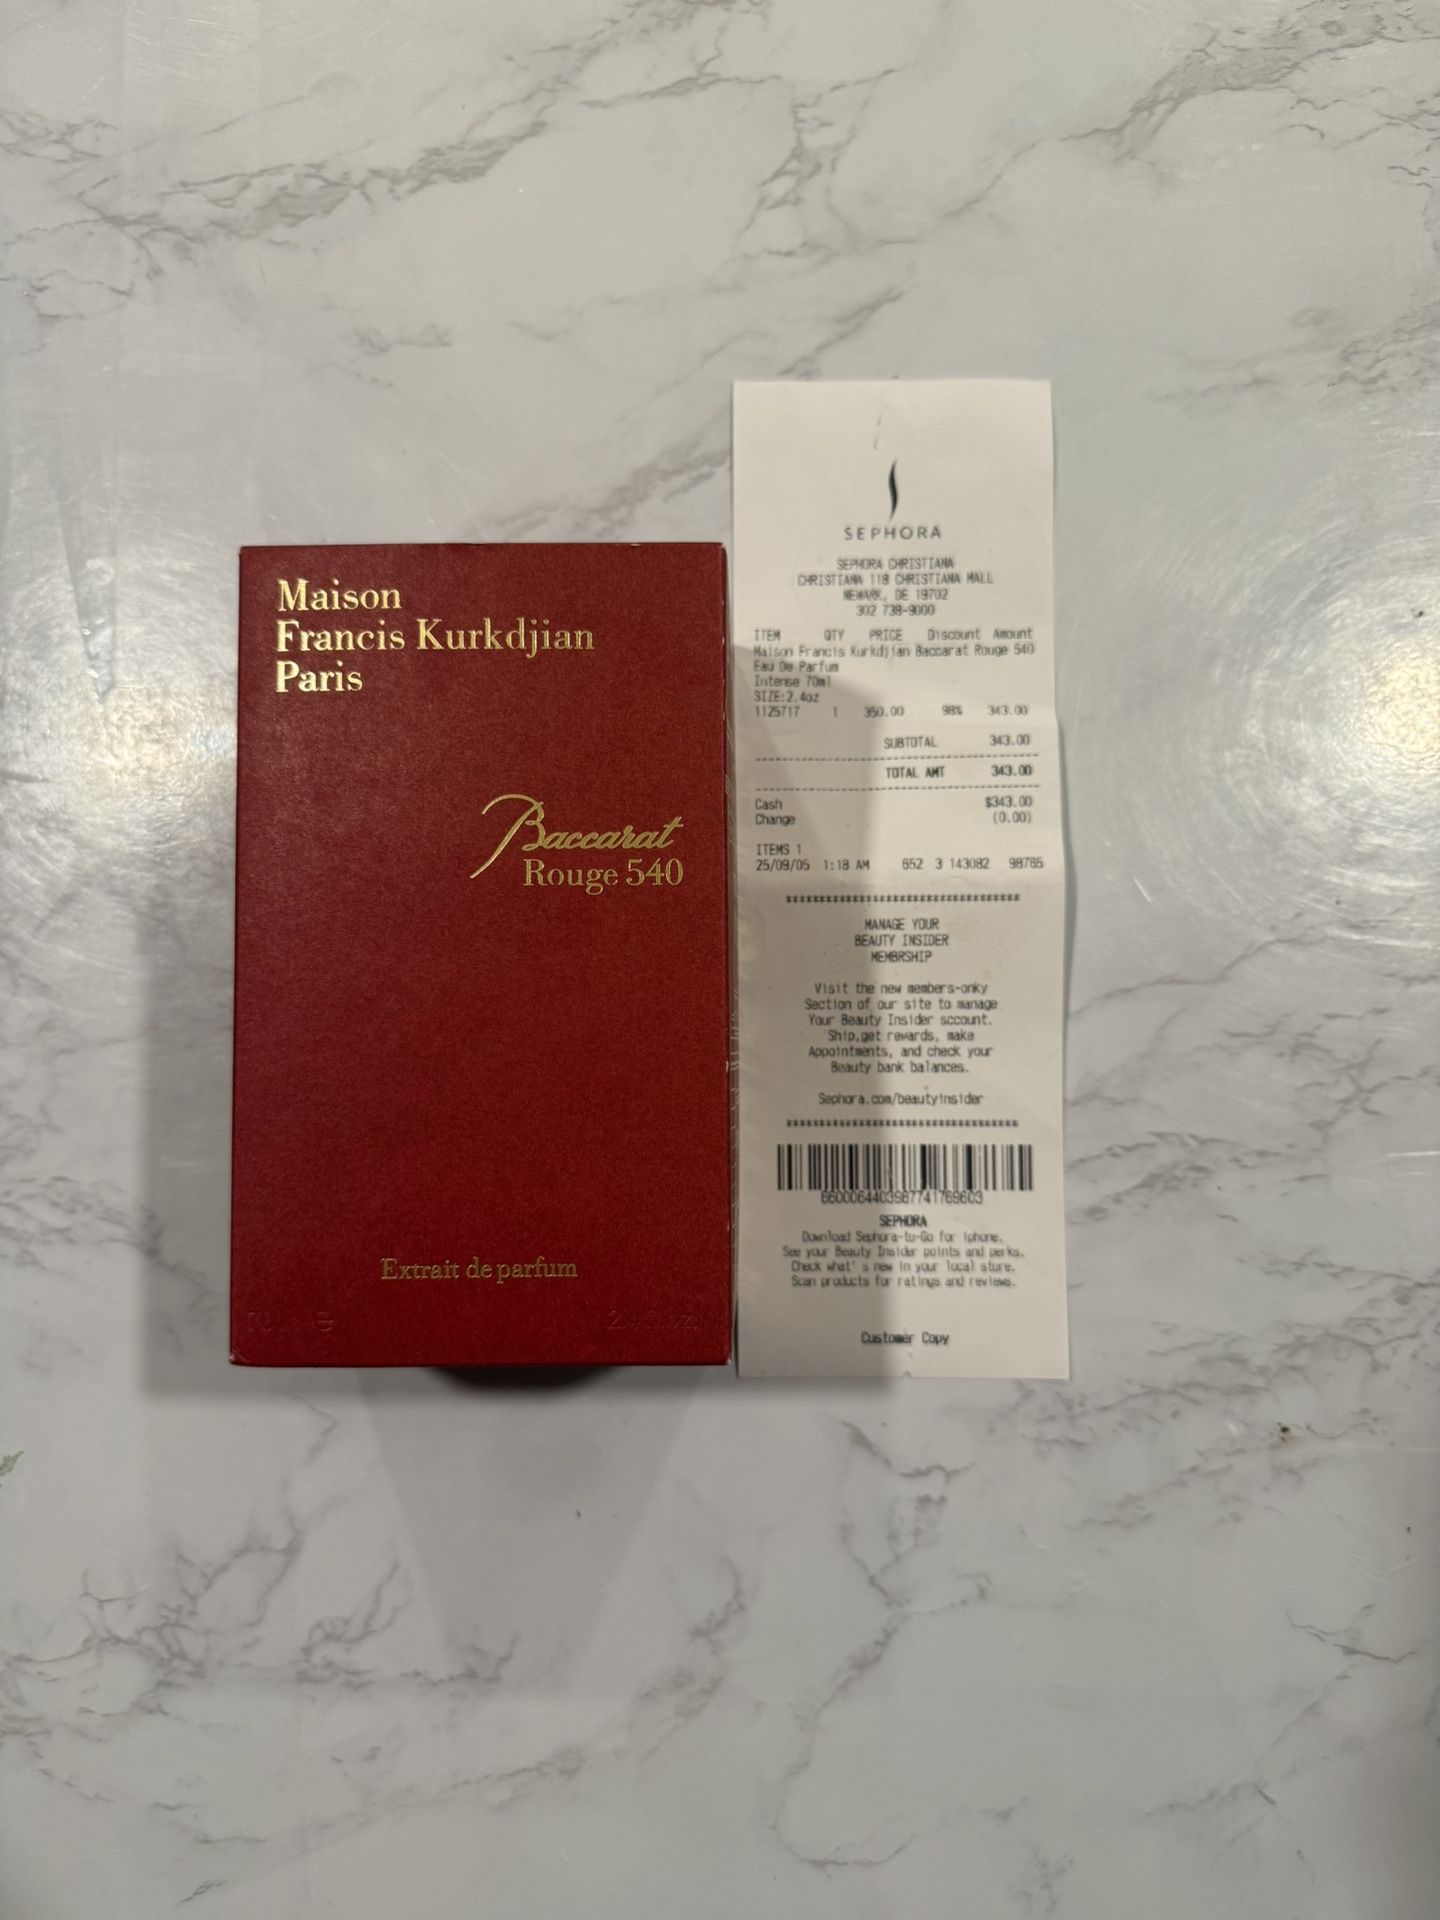 Maison
Francis Kurkdjian
Paris
Baccarat
Rouge 540
Extrait de parfum
SEPHORA
SEPHORA CHRISTIANA
CHRISTIANA 118 CHRISTIANA MALL
NEWARK, DE 19702
302 738-9000
ITEM QTY PRICE Discount Amount
Maison Francis Kurkdjian Baccarat Rouge 540
Eau De Parfum
Intense 70ml
SIZE:2.4oz
1125717 1 350.00 98% 343.00
SUBTOTAL 343.00
TOTAL AMT 343.00
Cash $343.00
Change (0.00)
ITEMS 1
25/09/05 1:18 AM 652 3 143082 98765
MANAGE YOUR
BEAUTY INSIDER
MEMBRSHIP
Visit the new members-onky
Section of our site to manage
Your Beauty Insider sccount.
Ship,get rewards, make
Appointments, and check your
Beauty bank balances.
Sephora.com/beautyinsider
6600064403987741769603
SEPHORA
Download Sephora-to-Go for iphone.
See your Beauty Insider points and perks.
Check what's new in your local store.
Scan products for ratings and reviews.
Customer Copy